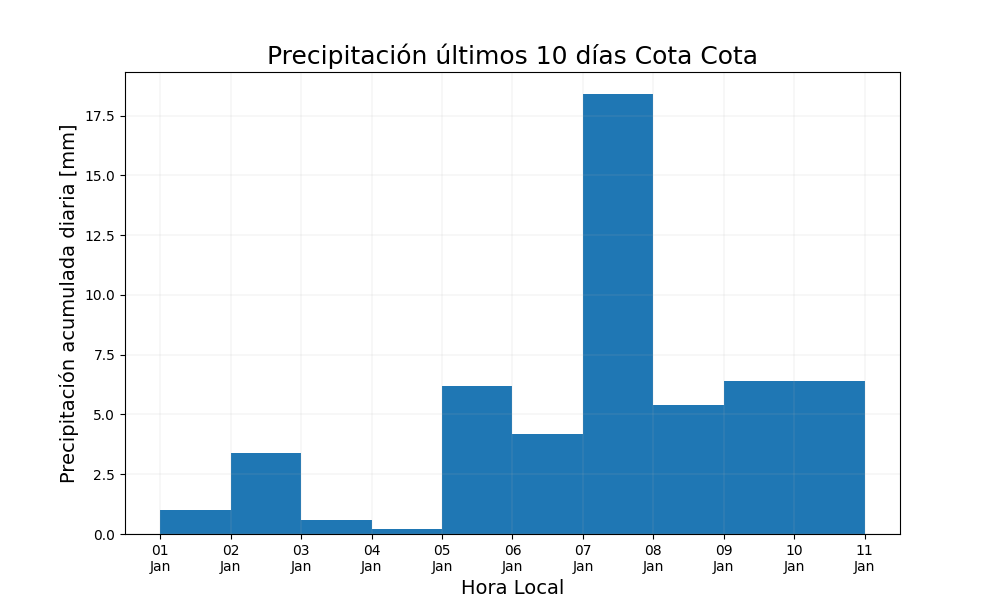 Precipitación últimos 10 días Cota Cota
Precipitación acumulada diaria [mm]
17.5
15.0
12.5
10.0
7.5
5.0
2.5
0.0
01 02 03 04 05 06 07 08 09 10 11
Jan Jan Jan Jan Jan Jan Jan Jan Jan Jan Jan
Hora Local